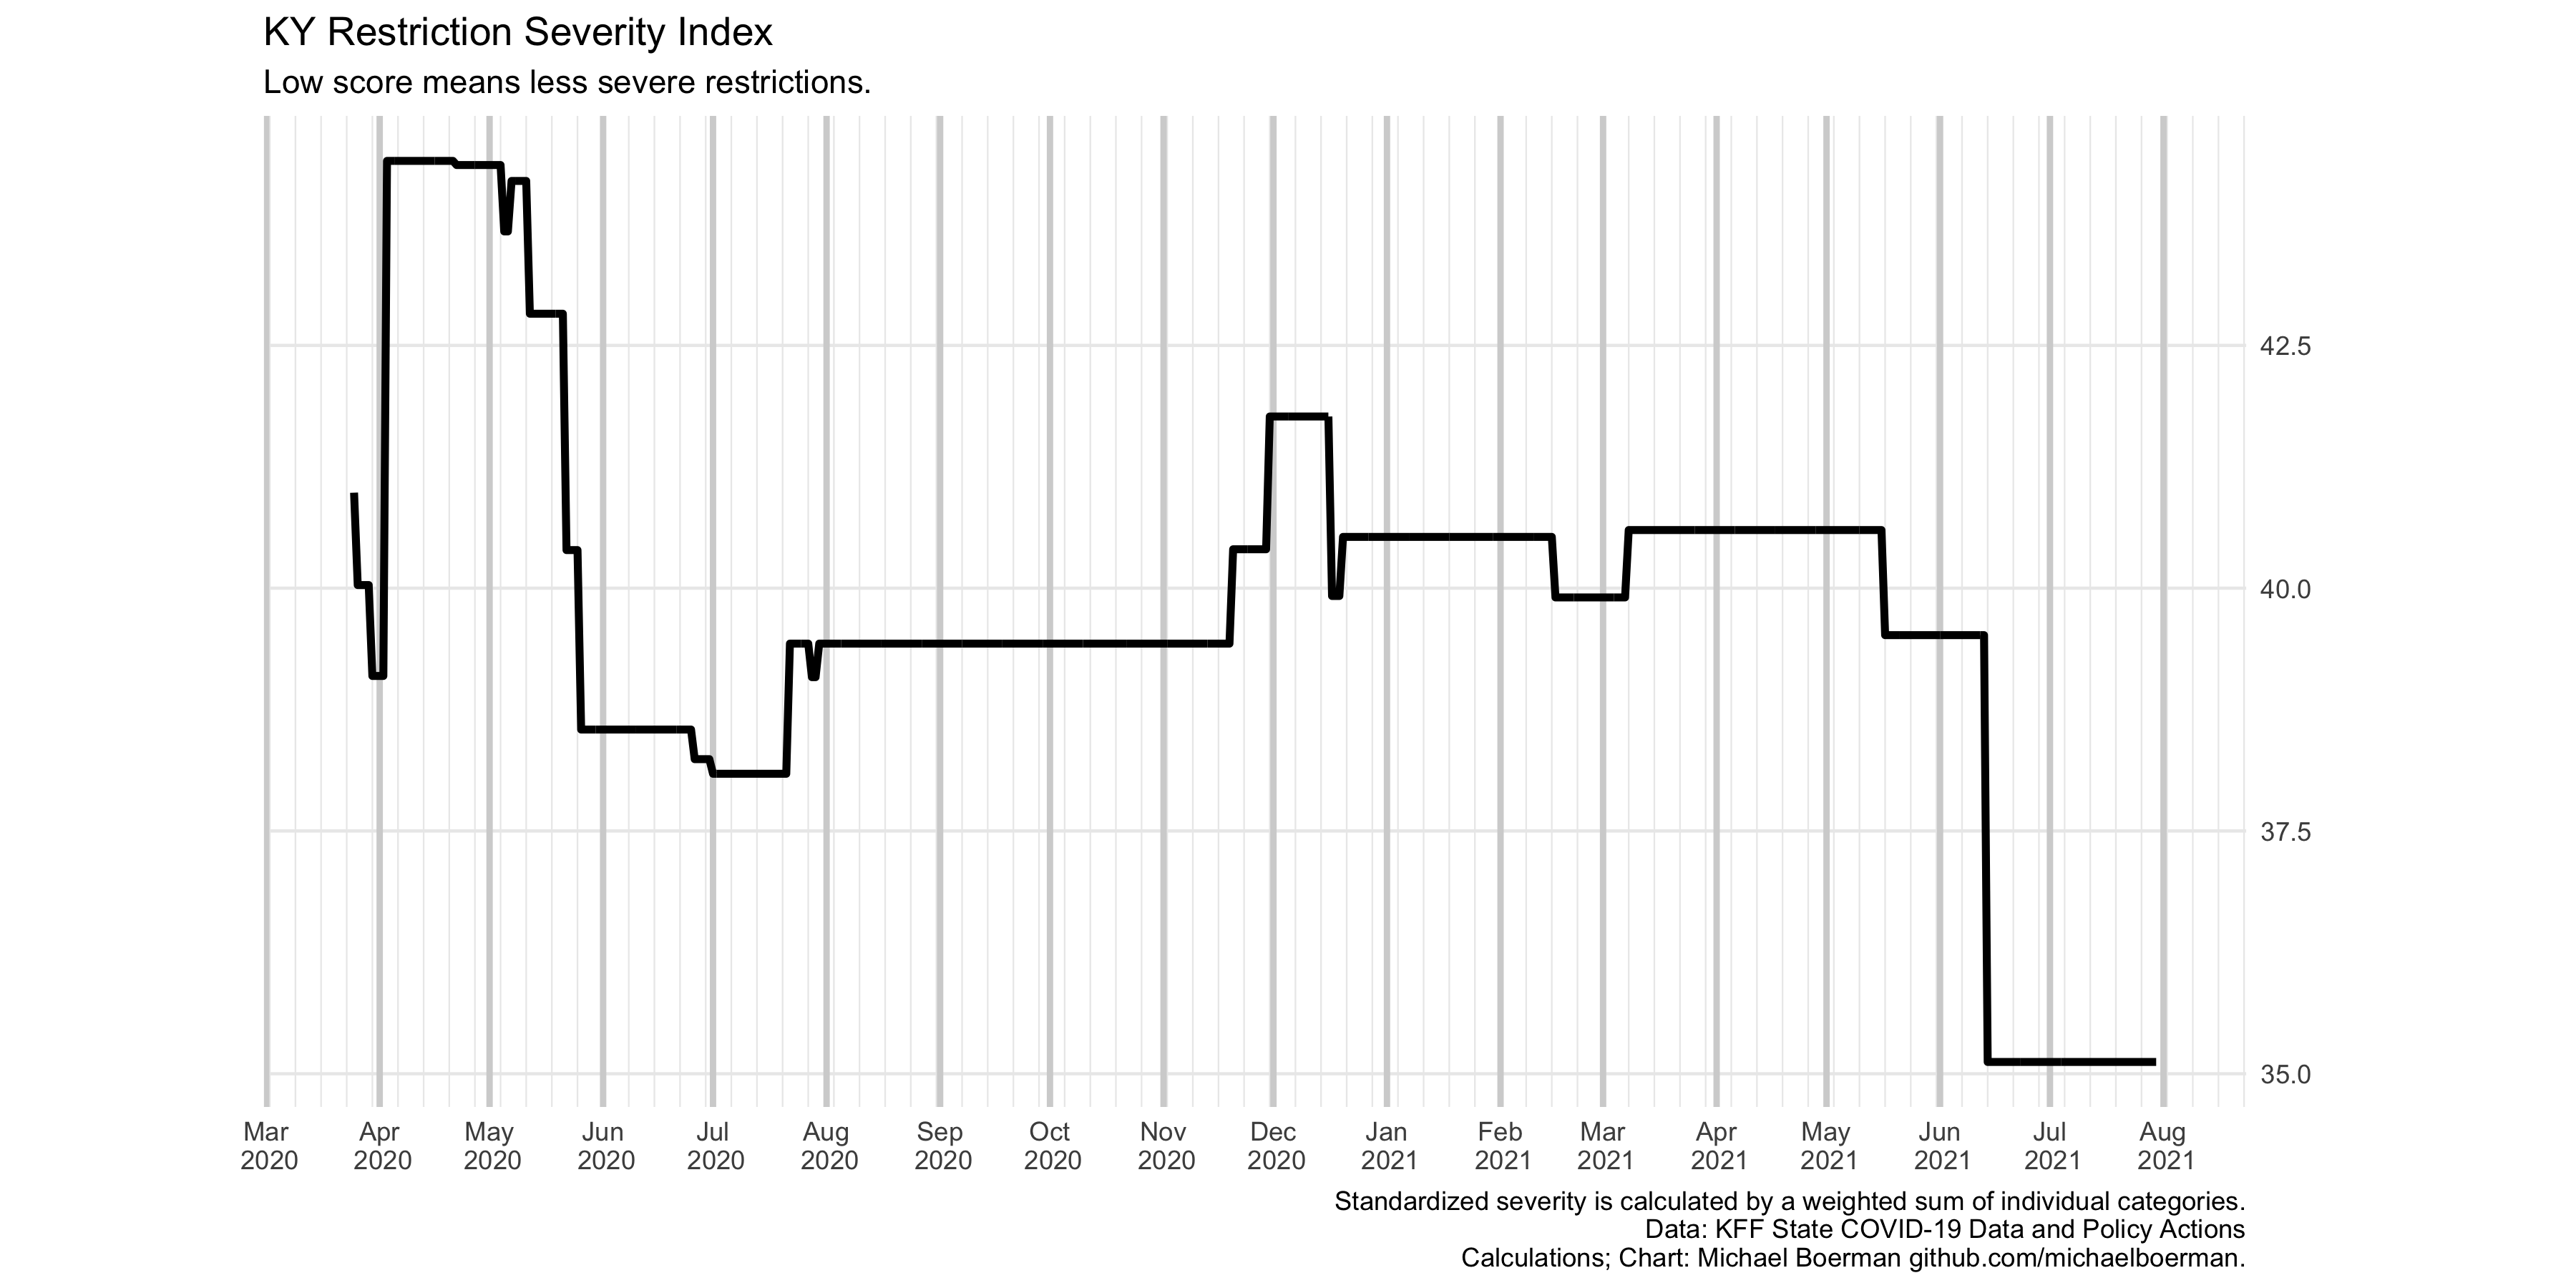 KY Restriction Severity Index
Low score means less severe restrictions.
42.5
40.0
37.5
35.0
Mar Apr May Jun Jul Aug Sep Oct Nov Dec Jan Feb Mar Apr May Jun Jul Aug
2020 2020 2020 2020 2020 2020 2020 2020 2020 2020 2021 2021 2021 2021 2021 2021 2021 2021
Standardized severity is calculated by a weighted sum of individual categories.
Data: KFF State COVID-19 Data and Policy Actions
Calculations; Chart: Michael Boerman github.com/michaelboerman.